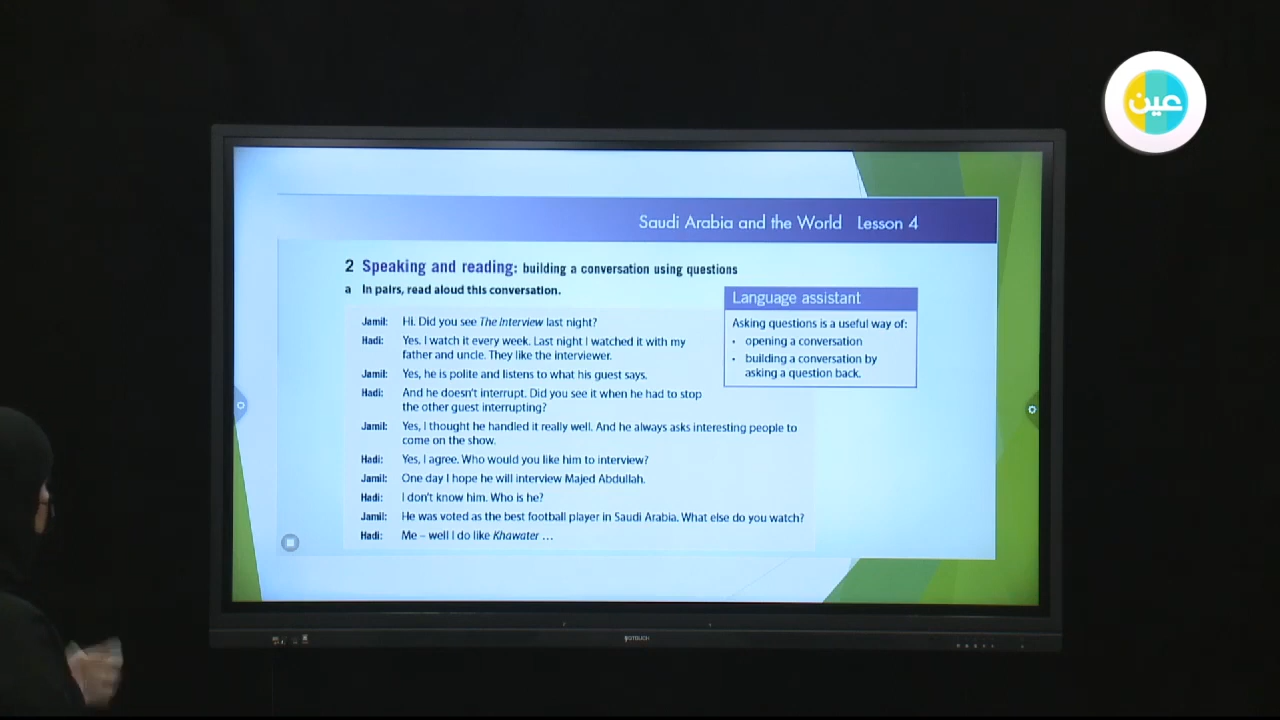 عين
Saudi Arabia and the World Lesson 4
2 Speaking and reading: building a conversation using questions
a In pairs, read aloud this conversation.
Jamil: Hi. Did you see The Interview last night?
Hadi: Yes. I watch it every week. Last night I watched it with my
father and uncle. They like the interviewer.
Jamil: Yes, he is polite and listens to what his guest says.
Hadi: And he doesn't interrupt. Did you see it when he had to stop
the other guest interrupting?
Jamil: Yes, I thought he handled it really well. And he always asks interesting people to
come on the show.
Hadi: Yes, I agree. Who would you like him to interview?
Jamil: One day I hope he will interview Majed Abdullah.
Hadi: I don't know him. Who is he?
Jamil: He was voted as the best football player in Saudi Arabia. What else do you watch?
Hadi: Me – well I do like Khawater ...
Language assistant
Asking questions is a useful way of:
• opening a conversation
• building a conversation by
asking a question back.